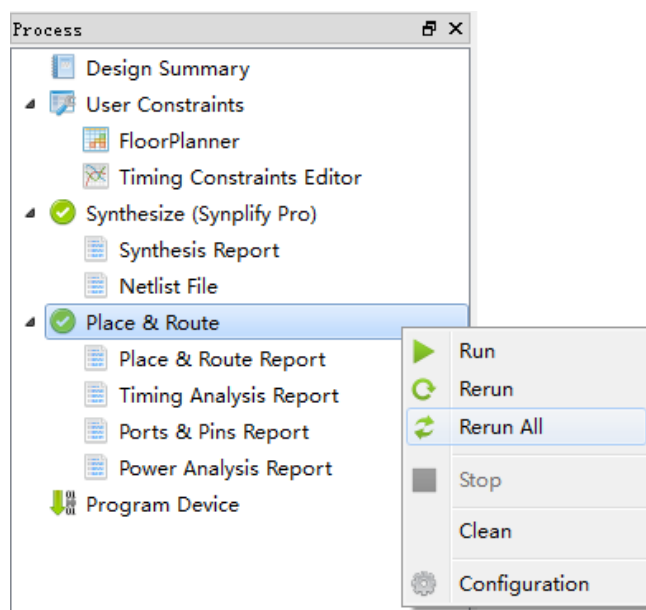 Process
Design Summary
User Constraints
FloorPlanner
Timing Constraints Editor
Synthesize (Synplify Pro)
Synthesis Report
Netlist File
Place & Route
Place & Route Report
Timing Analysis Report
Ports & Pins Report
Power Analysis Report
Program Device
Run
Rerun
Rerun All
Stop
Clean
Configuration